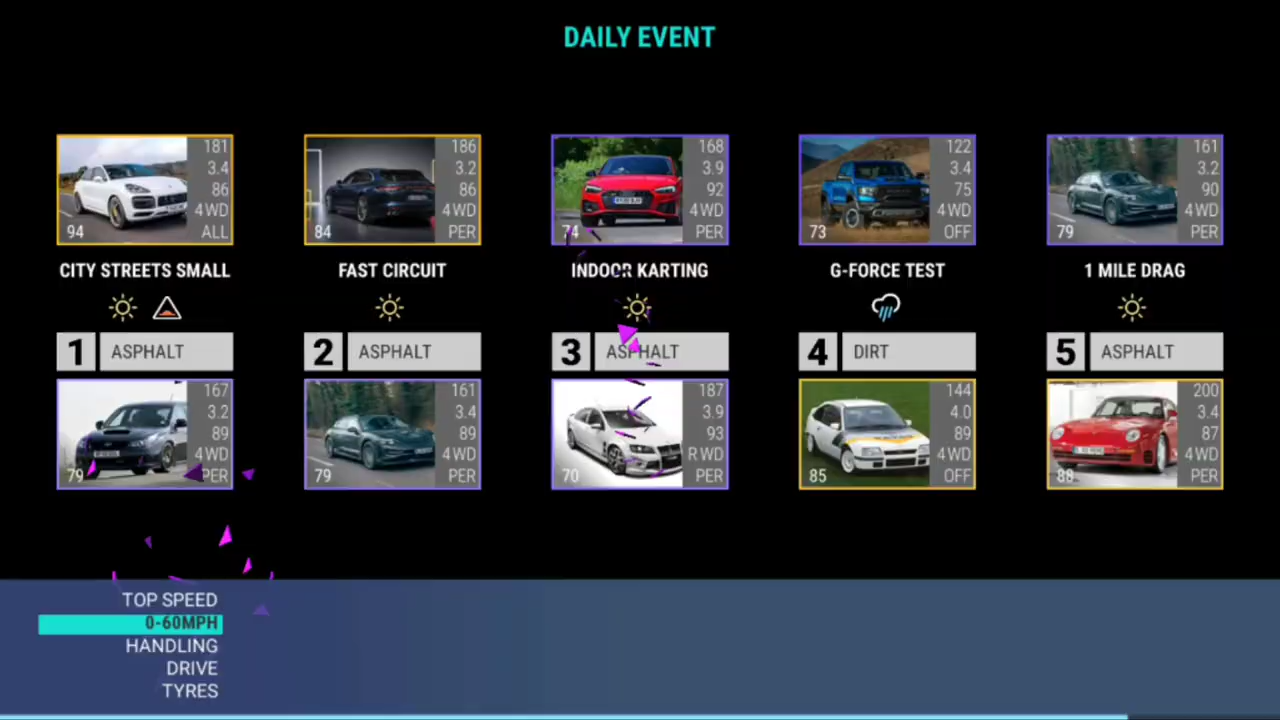 DAILY EVENT
181
3.4
86
4WD
94 ALL
186
3.2
86
4WD
84 PER
168
3.9
92
4WD
74 PER
122
3.4
75
4WD
73 OFF
161
3.2
90
4WD
79 PER
CITY STREETS SMALL
FAST CIRCUIT
INDOOR KARTING
G-FORCE TEST
1 MILE DRAG
1 ASPHALT
2 ASPHALT
3 ASPHALT
4 DIRT
5 ASPHALT
167
3.2
89
4WD
79 PER
161
3.4
89
4WD
79 PER
187
3.9
93
RWD
70 PER
144
4.0
89
4WD
85 OFF
200
3.4
87
4WD
88 PER
TOP SPEED
0-60MPH
HANDLING
DRIVE
TYRES